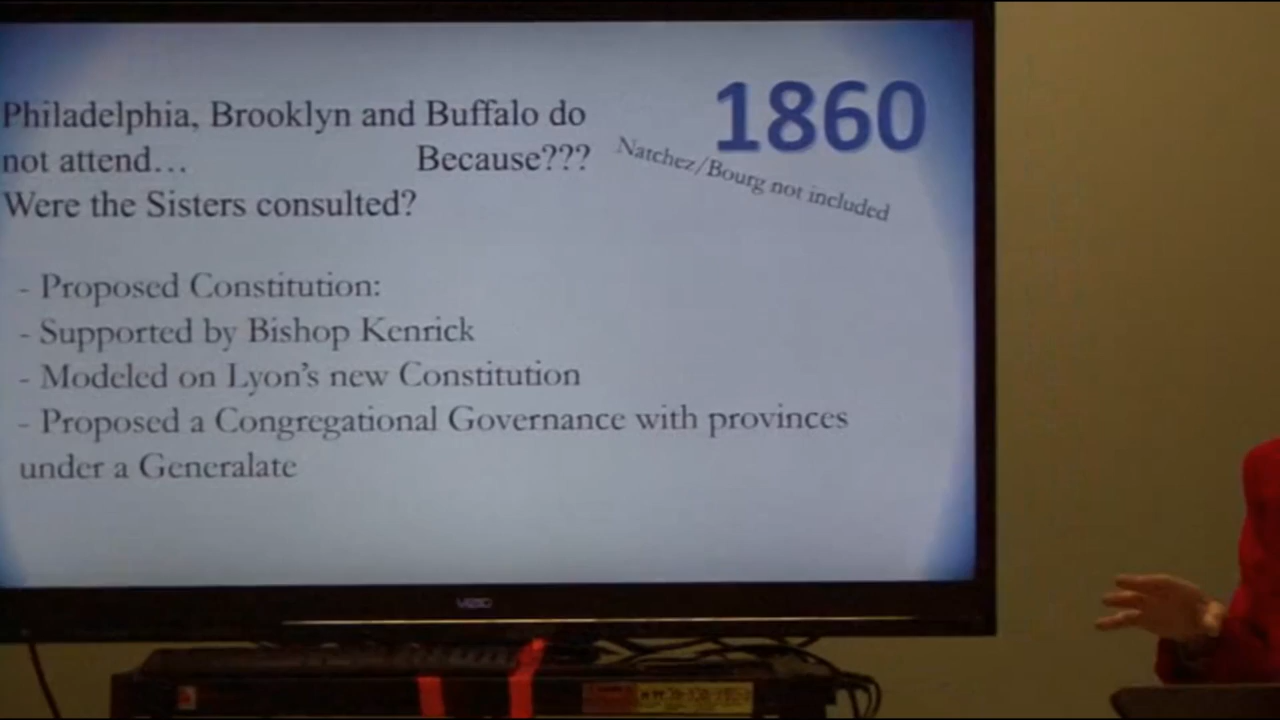 1860
Philadelphia, Brooklyn and Buffalo do
not attend… Because???
Natchez/Bourg not included
Were the Sisters consulted?
- Proposed Constitution:
- Supported by Bishop Kenrick
- Modeled on Lyon's new Constitution
- Proposed a Congregational Governance with provinces
under a Generalate
VIZIO